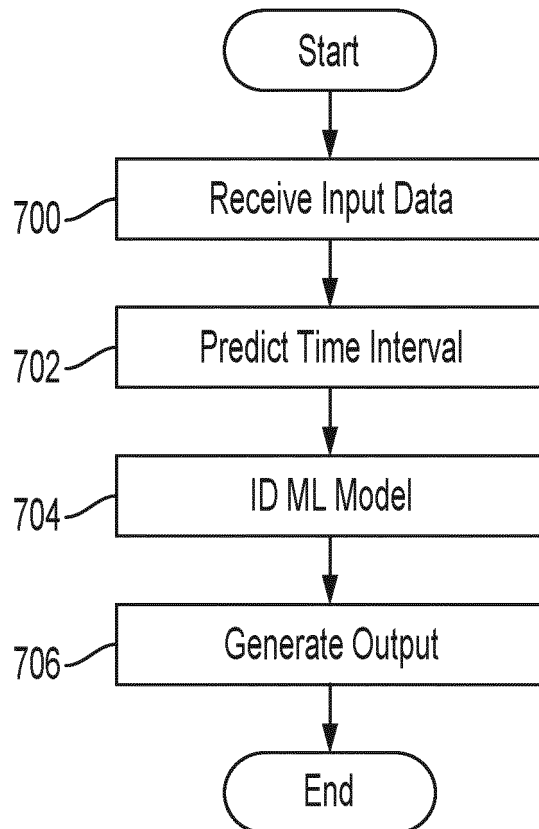 Start
700 Receive Input Data
702 Predict Time Interval
704 ID ML Model
706 Generate Output
End